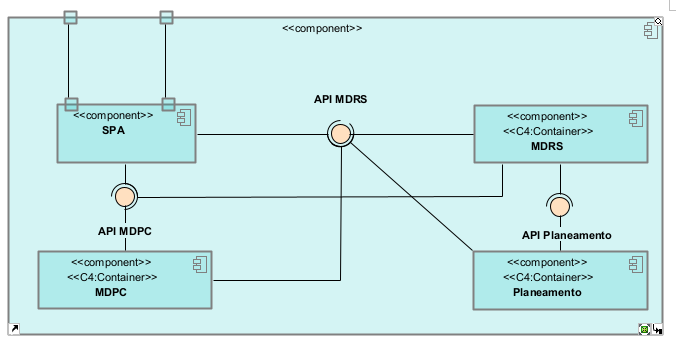 <<component>>
<<component>>
SPA
API MDRS
<<component>>
<<C4:Container>>
MDRS
API MDPC
API Planeamento
<<component>>
<<C4:Container>>
MDPC
<<component>>
<<C4:Container>>
Planeamento